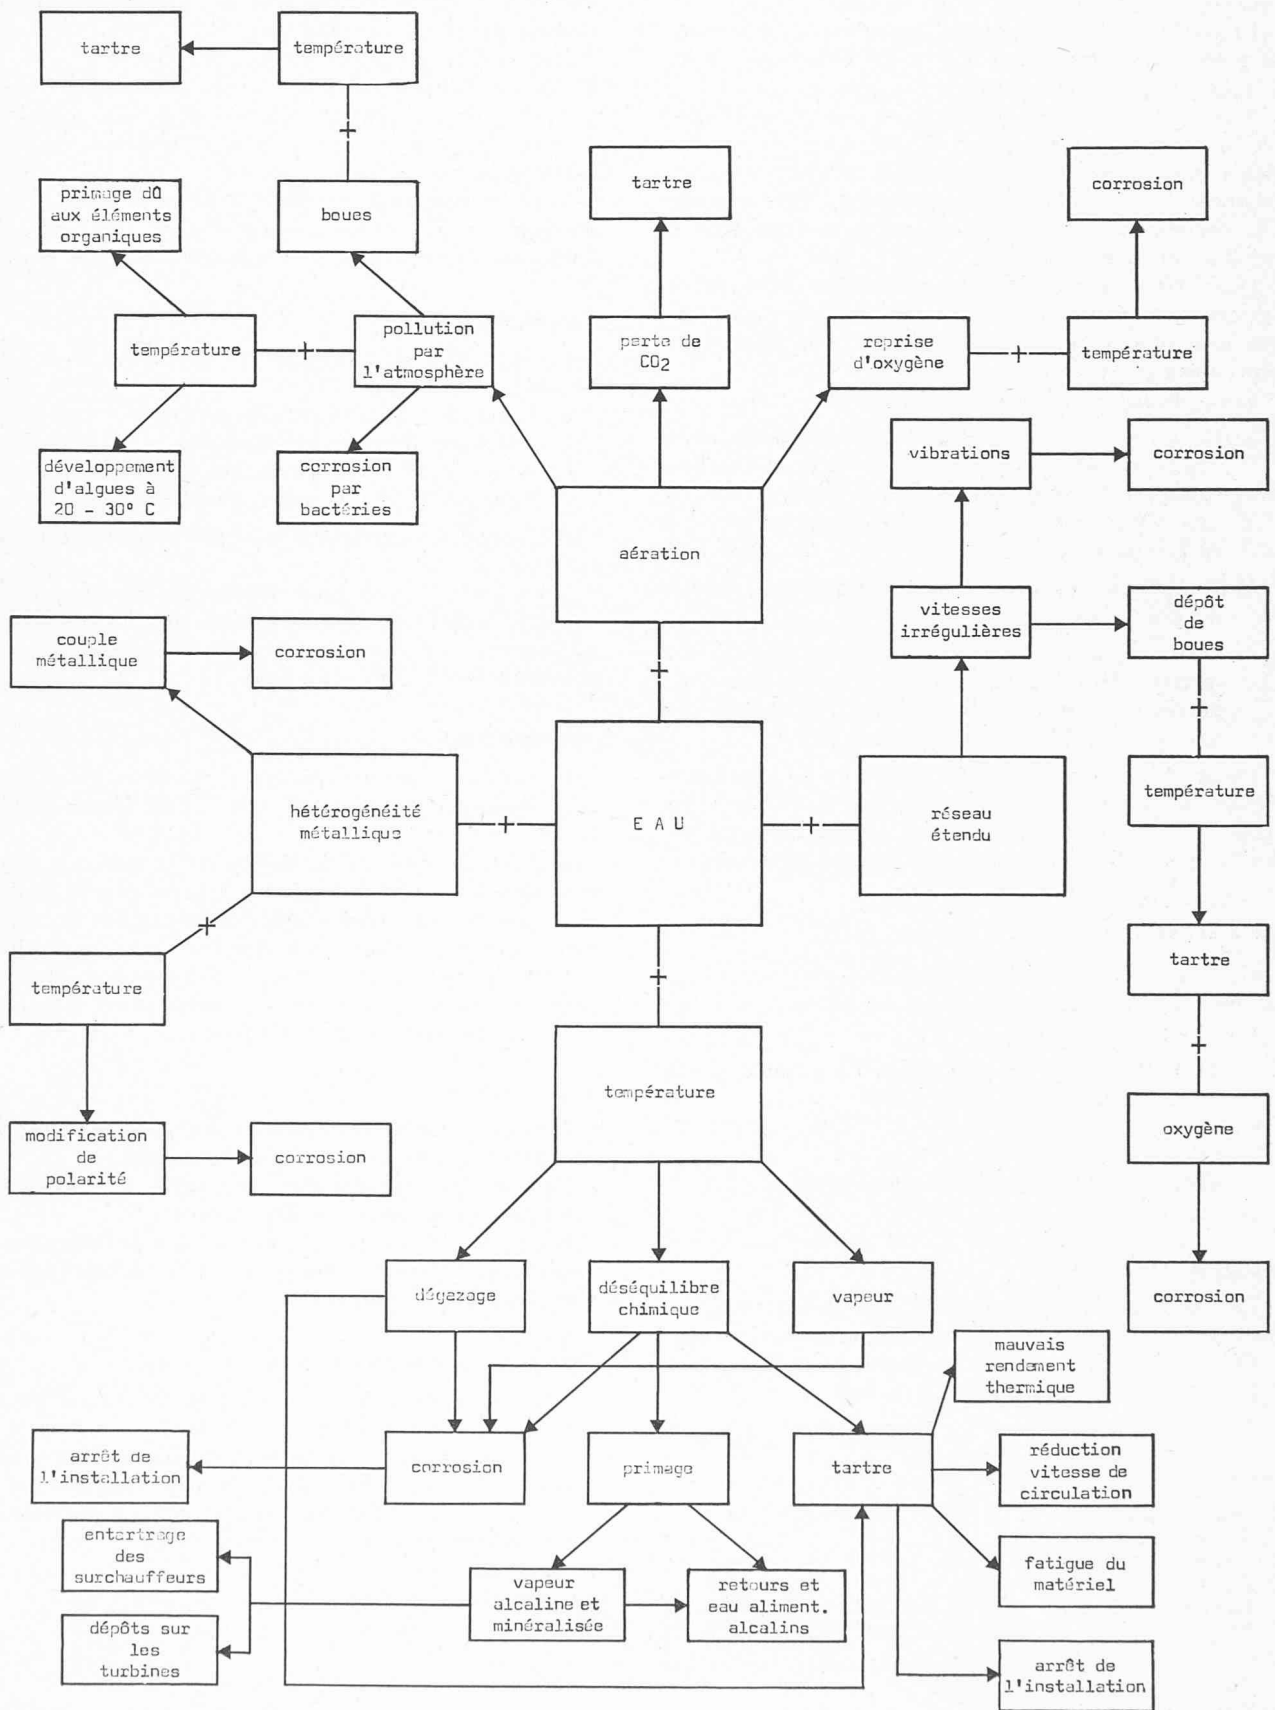 tartre
température
primage dû
aux éléments
organiques
boues
tartre
corrosion
température
pollution
par
l'atmosphère
perte de
CO2
reprise
d'oxygène
température
développement
d'algues à
20 - 30° C
corrosion
par
bactéries
vibrations
corrosion
aération
couple
métallique
corrosion
vitesses
irrégulières
dépôt
de
boues
hétérogénéité
métallique
E A U
réseau
étendu
température
température
tartre
température
modification
de
polarité
corrosion
oxygène
dégazage
déséquilibre
chimique
vapeur
corrosion
mauvais
rendement
thermique
arrêt de
l'installation
corrosion
primage
tartre
réduction
vitesse de
circulation
entartrage
des
surchauffeurs
vapeur
alcaline et
minéralisée
retours et
eau aliment.
alcalins
fatigue du
matériel
dépôts sur
les
turbines
arrêt de
l'installation